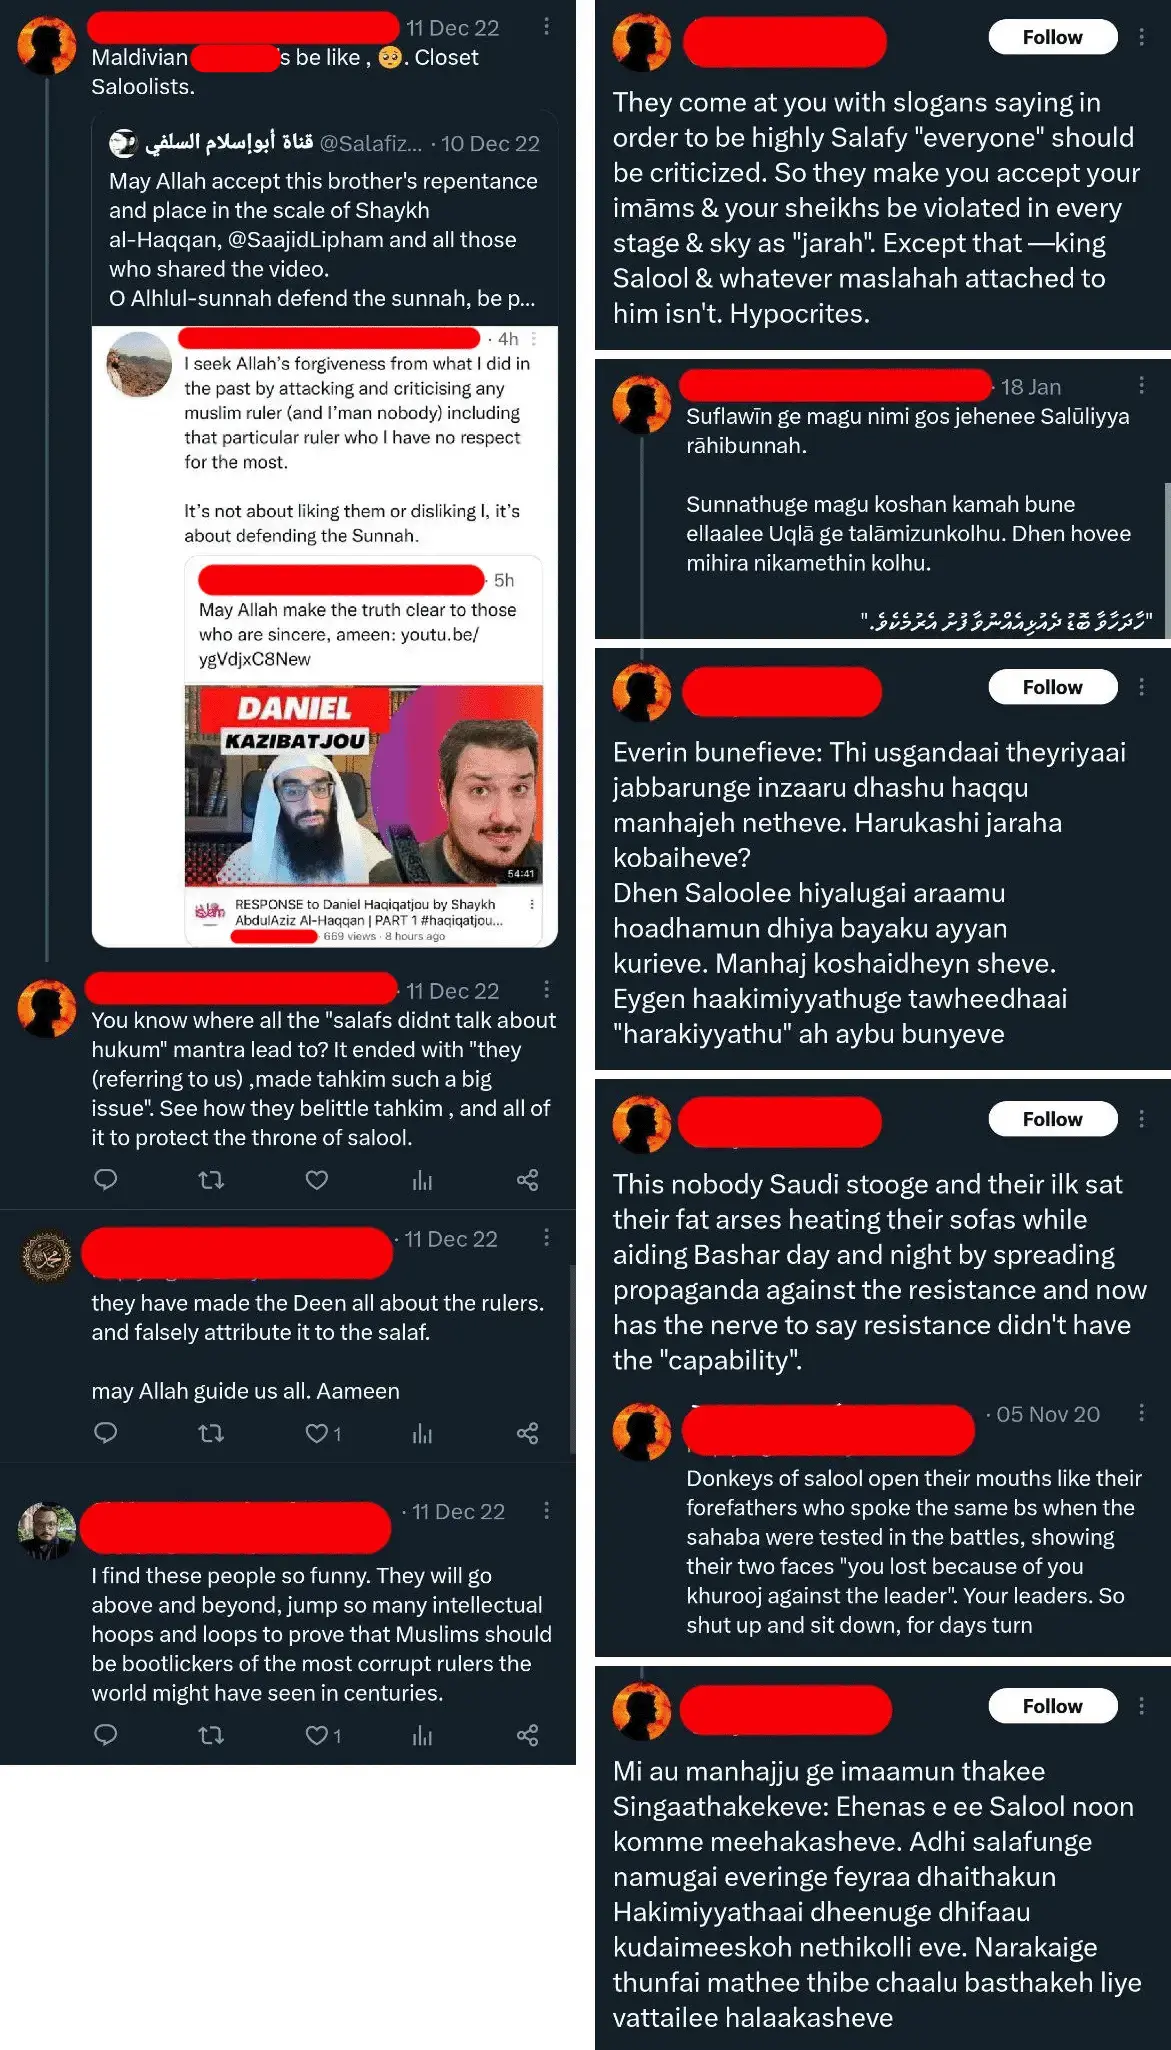 11 Dec 22
Maldivian
's be like , 🥺. Closet
Saloolists.
قناة أبوإسلام السلفي @Salafiz... · 10 Dec 22
May Allah accept this brother's repentance
and place in the scale of Shaykh
al-Haqqan, @SaajidLipham and all those
who shared the video.
O Alhlul-sunnah defend the sunnah, be p...
· 4h
I seek Allah's forgiveness from what I did in
the past by attacking and criticising any
muslim ruler (and I'man nobody) including
that particular ruler who I have no respect
for the most.
It's not about liking them or disliking I, it's
about defending the Sunnah.
· 5h
May Allah make the truth clear to those
who are sincere, ameen: youtu.be/
ygVdjxC8New
DANIEL
KAZIBATJOU
54:41
RESPONSE to Daniel Haqiqatjou by Shaykh
AbdulAziz Al-Haqqan | PART 1 #haqiqatjou...
669 views · 8 hours ago
· 11 Dec 22
You know where all the "salafs didnt talk about
hukum" mantra lead to? It ended with "they
(referring to us) ,made tahkim such a big
issue". See how they belittle tahkim , and all of
it to protect the throne of salool.
· 11 Dec 22
they have made the Deen all about the rulers.
and falsely attribute it to the salaf.
may Allah guide us all. Aameen
1
· 11 Dec 22
I find these people so funny. They will go
above and beyond, jump so many intellectual
hoops and loops to prove that Muslims should
be bootlickers of the most corrupt rulers the
world might have seen in centuries.
1
Follow
They come at you with slogans saying in
order to be highly Salafy "everyone" should
be criticized. So they make you accept your
imāms & your sheikhs be violated in every
stage & sky as "jarah". Except that —king
Salool & whatever maslahah attached to
him isn't. Hypocrites.
· 18 Jan
Suflawīn ge magu nimi gos jehenee Salūliyya
rāhibunnah.
Sunnathuge magu koshan kamah bune
ellaalee Uqlā ge talāmizunkolhu. Dhen hovee
mihira nikamethin kolhu.
Follow
Everin bunefieve: Thi usgandaai theyriyaai
jabbarunge inzaaru dhashu haqqu
manhajeh netheve. Harukashi jaraha
kobaiheve?
Dhen Saloolee hiyalugai araamu
hoadhamun dhiya bayaku ayyan
kurieve. Manhaj koshaidheyn sheve.
Eygen haakimiyyathuge tawheedhaai
"harakiyyathu" ah aybu bunyeve
Follow
This nobody Saudi stooge and their ilk sat
their fat arses heating their sofas while
aiding Bashar day and night by spreading
propaganda against the resistance and now
has the nerve to say resistance didn't have
the "capability".
· 05 Nov 20
Donkeys of salool open their mouths like their
forefathers who spoke the same bs when the
sahaba were tested in the battles, showing
their two faces "you lost because of you
khurooj against the leader". Your leaders. So
shut up and sit down, for days turn
Follow
Mi au manhajju ge imaamun thakee
Singaathakekeve: Ehenas e ee Salool noon
komme meehakasheve. Adhi salafunge
namugai everinge feyraa dhaithakun
Hakimiyyathaai dheenuge dhifaau
kudaimeeskoh nethikolli eve. Narakaige
thunfai mathee thibe chaalu basthakeh liye
vattailee halaakasheve